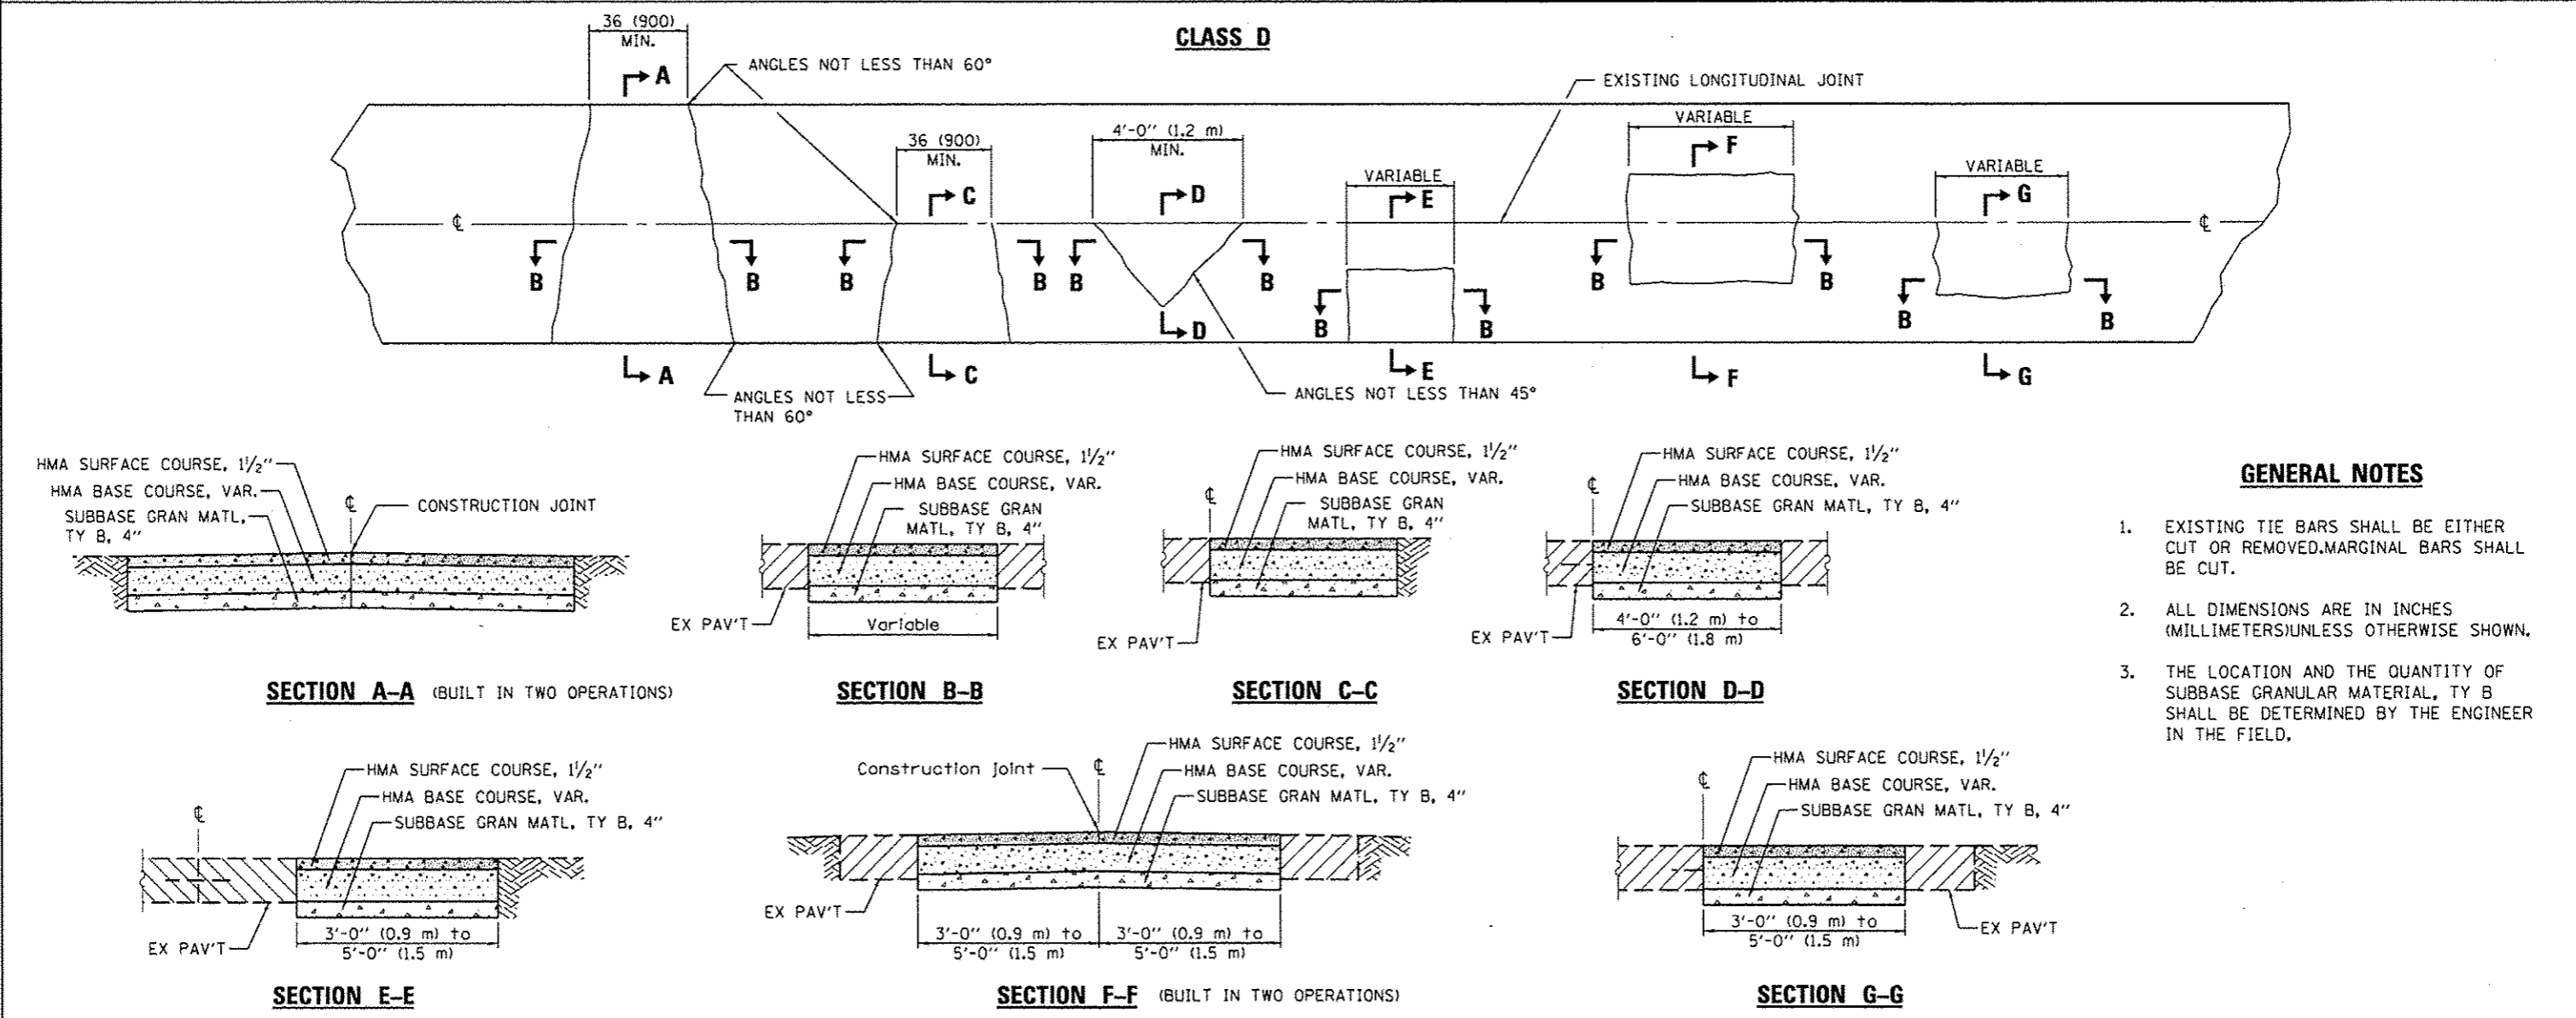 CLASS D
36 (900)
MIN.
A
ANGLES NOT LESS THAN 60°
EXISTING LONGITUDINAL JOINT
36 (900)
MIN.
C
4'-0" (1.2 m)
MIN.
D
VARIABLE
E
VARIABLE
F
VARIABLE
G
℄
℄
B
B
B
B
B
B
B
B
B
B
B
B
A
C
D
E
F
G
ANGLES NOT LESS
THAN 60°
ANGLES NOT LESS THAN 45°
HMA SURFACE COURSE, 1½"
HMA BASE COURSE, VAR.
SUBBASE GRAN MATL,
TY B, 4"
℄
CONSTRUCTION JOINT
SECTION A-A (BUILT IN TWO OPERATIONS)
HMA SURFACE COURSE, 1½"
HMA BASE COURSE, VAR.
SUBBASE GRAN
MATL, TY B, 4"
EX PAV'T
Variable
SECTION B-B
HMA SURFACE COURSE, 1½"
HMA BASE COURSE, VAR.
SUBBASE GRAN
MATL, TY B, 4"
℄
EX PAV'T
SECTION C-C
HMA SURFACE COURSE, 1½"
HMA BASE COURSE, VAR.
SUBBASE GRAN MATL, TY B, 4"
℄
EX PAV'T
4'-0" (1.2 m) to
6'-0" (1.8 m)
SECTION D-D
HMA SURFACE COURSE, 1½"
HMA BASE COURSE, VAR.
SUBBASE GRAN MATL, TY B, 4"
℄
EX PAV'T
3'-0" (0.9 m) to
5'-0" (1.5 m)
SECTION E-E
Construction joint
℄
HMA SURFACE COURSE, 1½"
HMA BASE COURSE, VAR.
SUBBASE GRAN MATL, TY B, 4"
EX PAV'T
3'-0" (0.9 m) to
5'-0" (1.5 m)
3'-0" (0.9 m) to
5'-0" (1.5 m)
SECTION F-F (BUILT IN TWO OPERATIONS)
HMA SURFACE COURSE, 1½"
HMA BASE COURSE, VAR.
SUBBASE GRAN MATL, TY B, 4"
℄
3'-0" (0.9 m) to
5'-0" (1.5 m)
EX PAV'T
SECTION G-G
GENERAL NOTES
1. EXISTING TIE BARS SHALL BE EITHER
CUT OR REMOVED.MARGINAL BARS SHALL
BE CUT.
2. ALL DIMENSIONS ARE IN INCHES
(MILLIMETERS)UNLESS OTHERWISE SHOWN.
3. THE LOCATION AND THE QUANTITY OF
SUBBASE GRANULAR MATERIAL, TY B
SHALL BE DETERMINED BY THE ENGINEER
IN THE FIELD.